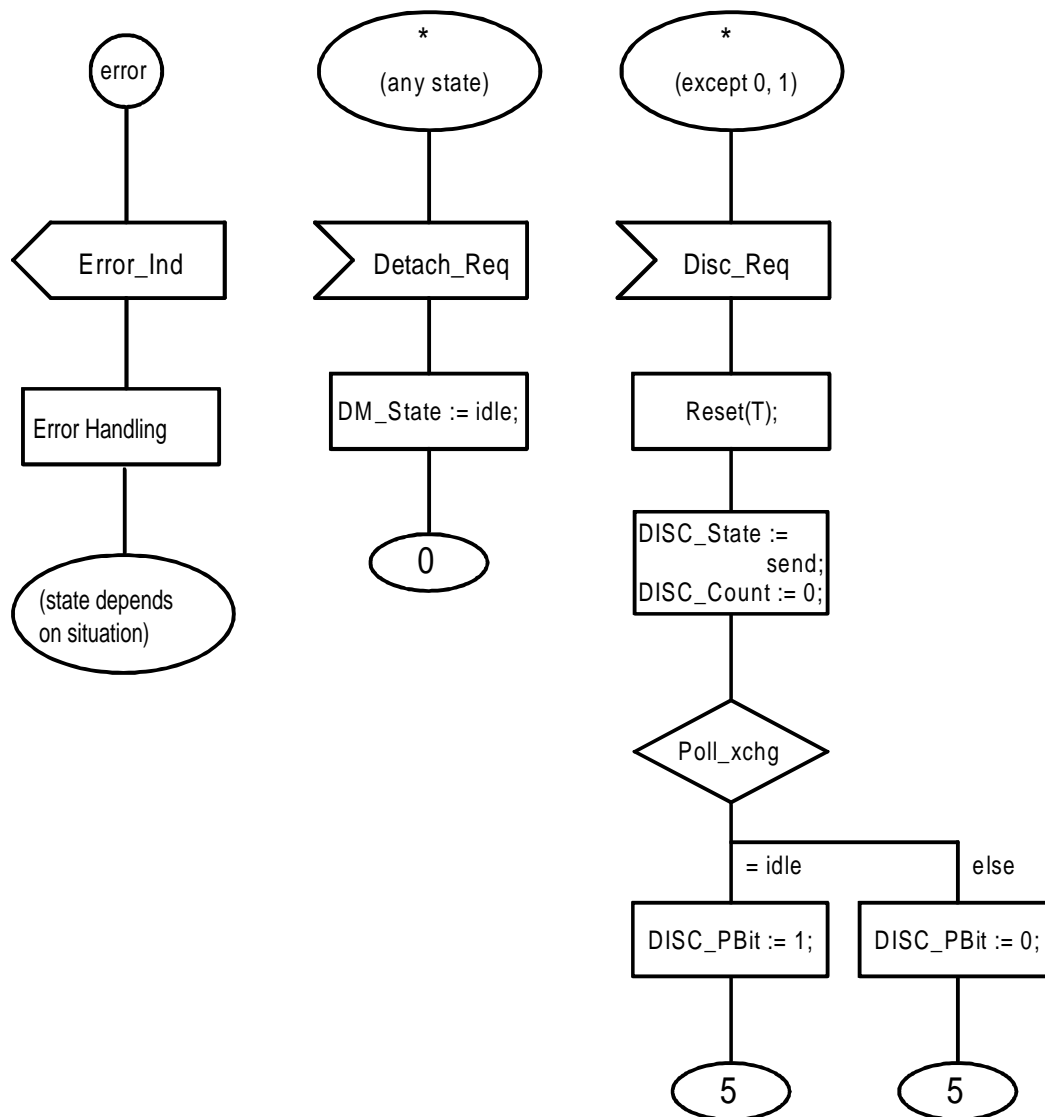 error
Error_Ind
Error Handling
(state depends
on situation)
*
(any state)
Detach_Req
DM_State := idle;
0
*
(except 0, 1)
Disc_Req
Reset(T);
DISC_State :=
send;
DISC_Count := 0;
Poll_xchg
= idle
else
DISC_PBit := 1;
DISC_PBit := 0;
5
5